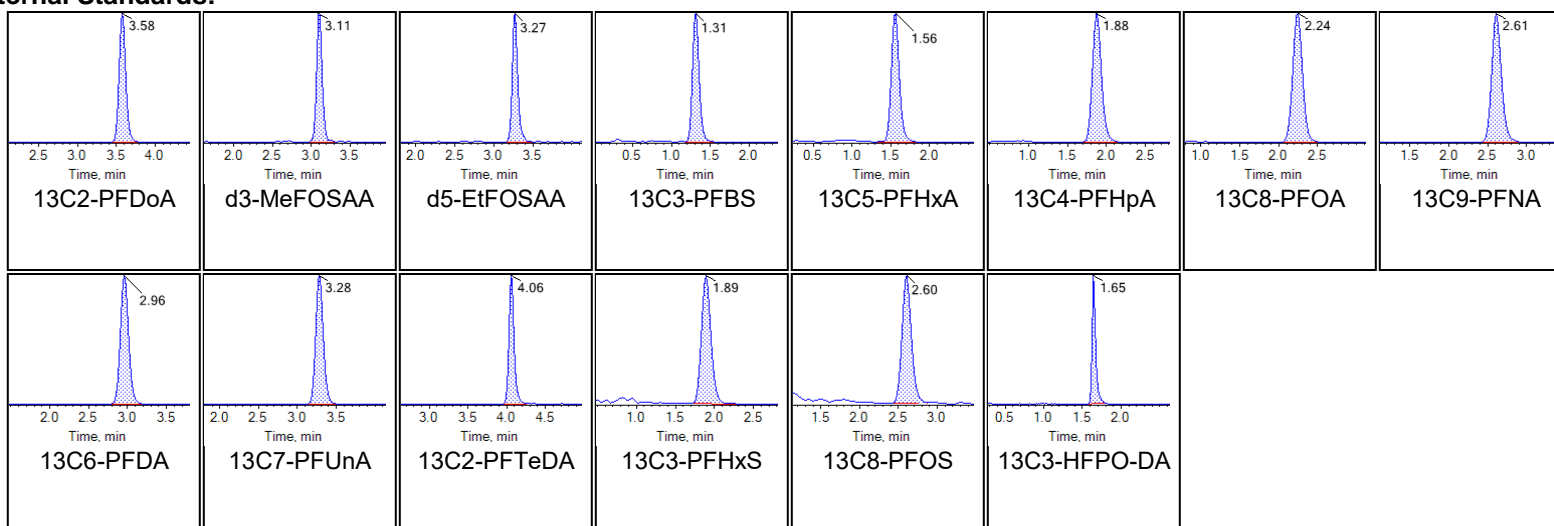 ternal Standards:
3.58 3.11 3.27 1.31 1.56 1.88 2.24 2.61
2.5 3.0 3.5 4.0 2.0 2.5 3.0 3.5 2.0 2.5 3.0 3.5 0.5 1.0 1.5 2.0 0.5 1.0 1.5 2.0 1.0 1.5 2.0 2.5 1.0 1.5 2.0 2.5 1.5 2.0 2.5 3.0
Time, min Time, min Time, min Time, min Time, min Time, min Time, min Time, min
13C2-PFDoA d3-MeFOSAA d5-EtFOSAA 13C3-PFBS 13C5-PFHxA 13C4-PFHpA 13C8-PFOA 13C9-PFNA
2.96 3.28 4.06 1.89 2.60 1.65
2.0 2.5 3.0 3.5 2.0 2.5 3.0 3.5 3.0 3.5 4.0 4.5 1.0 1.5 2.0 2.5 1.5 2.0 2.5 3.0 0.5 1.0 1.5 2.0
Time, min Time, min Time, min Time, min Time, min Time, min
13C6-PFDA 13C7-PFUnA 13C2-PFTeDA 13C3-PFHxS 13C8-PFOS 13C3-HFPO-DA